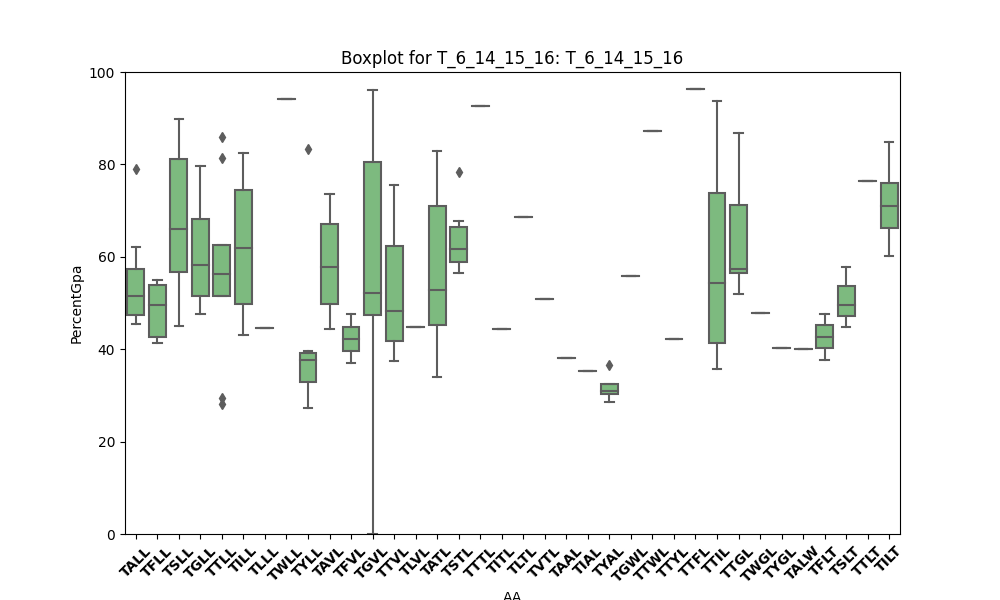 Boxplot for T_6_14_15_16: T_6_14_15_16
PercentGpa
100
80
60
40
20
0
TALL
TFLL
TSLL
TGLL
TTLL
TILL
TLLL
TWLL
TYLL
TAVL
TFVL
TGVL
TTVL
TLVL
TATL
TSTL
TTTL
TITL
TLTL
TVTL
TAAL
TIAL
TYAL
TGWL
TTWL
TTYL
TTFL
TTIL
TTGL
TWGL
TYGL
TALW
TFLT
TSLT
TTLT
TILT
AA